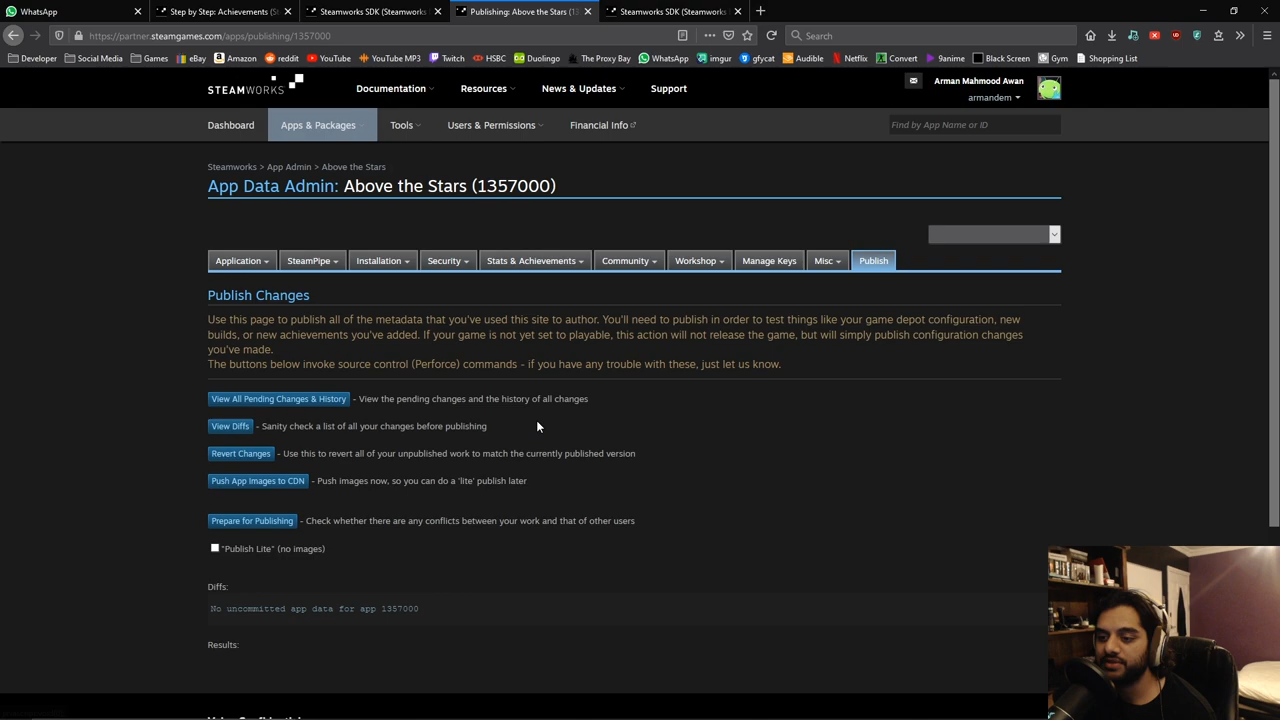 WhatsApp
Step by Step: Achievements (S
Steamworks SDK (Steamworks
Publishing: Above the Stars (13
Steamworks SDK (Steamworks
https://partner.steamgames.com/apps/publishing/1357000
Search
Developer
Social Media
Games
eBay
Amazon
reddit
YouTube
YouTube MP3
Twitch
HSBC
Duolingo
The Proxy Bay
WhatsApp
imgur
gfycat
Audible
Netflix
Convert
9anime
Black Screen
Gym
Shopping List
STEAMWORKS
Documentation
Resources
News & Updates
Support
Arman Mahmood Awan
armandem
Dashboard
Apps & Packages
Tools
Users & Permissions
Financial Info
Find by App Name or ID
Steamworks > App Admin > Above the Stars
App Data Admin: Above the Stars (1357000)
Application
SteamPipe
Installation
Security
Stats & Achievements
Community
Workshop
Manage Keys
Misc
Publish
Publish Changes
Use this page to publish all of the metadata that you've used this site to author. You'll need to publish in order to test things like your game depot configuration, new
builds, or new achievements you've added. If your game is not yet set to playable, this action will not release the game, but will simply publish configuration changes
you've made.
The buttons below invoke source control (Perforce) commands - if you have any trouble with these, just let us know.
View All Pending Changes & History - View the pending changes and the history of all changes
View Diffs - Sanity check a list of all your changes before publishing
Revert Changes - Use this to revert all of your unpublished work to match the currently published version
Push App Images to CDN - Push images now, so you can do a 'lite' publish later
Prepare for Publishing - Check whether there are any conflicts between your work and that of other users
"Publish Lite" (no images)
Diffs:
No uncommitted app data for app 1357000
Results: